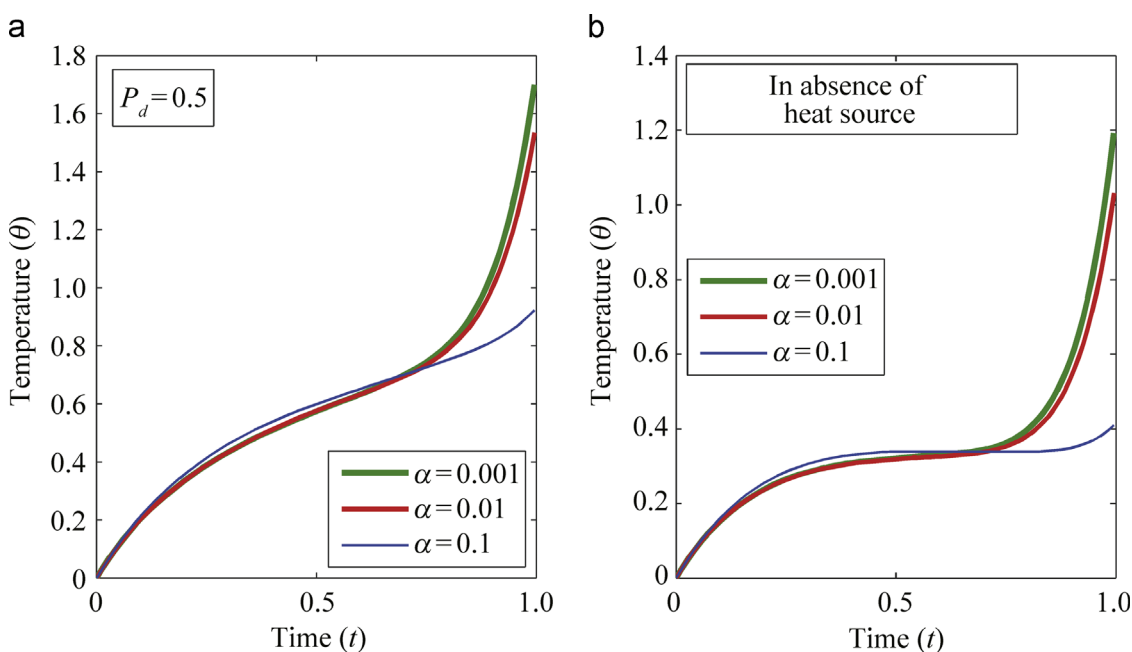 a
P_d = 0.5
1.8
1.6
1.4
1.2
1.0
0.8
0.6
0.4
0.2
0
Temperature (θ)
α = 0.001
α = 0.01
α = 0.1
0
0.5
1.0
Time (t)
b
In absence of
heat source
1.4
1.2
1.0
0.8
0.6
0.4
0.2
0
Temperature (θ)
α = 0.001
α = 0.01
α = 0.1
0
0.5
1.0
Time (t)